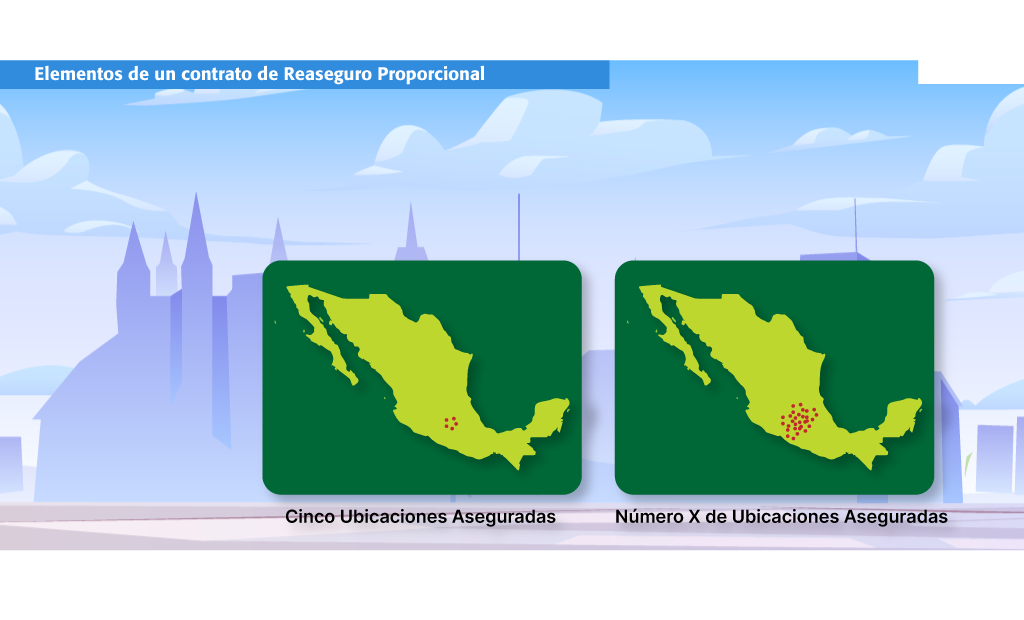 Elementos de un contrato de Reaseguro Proporcional
Cinco Ubicaciones Aseguradas
Número X de Ubicaciones Aseguradas